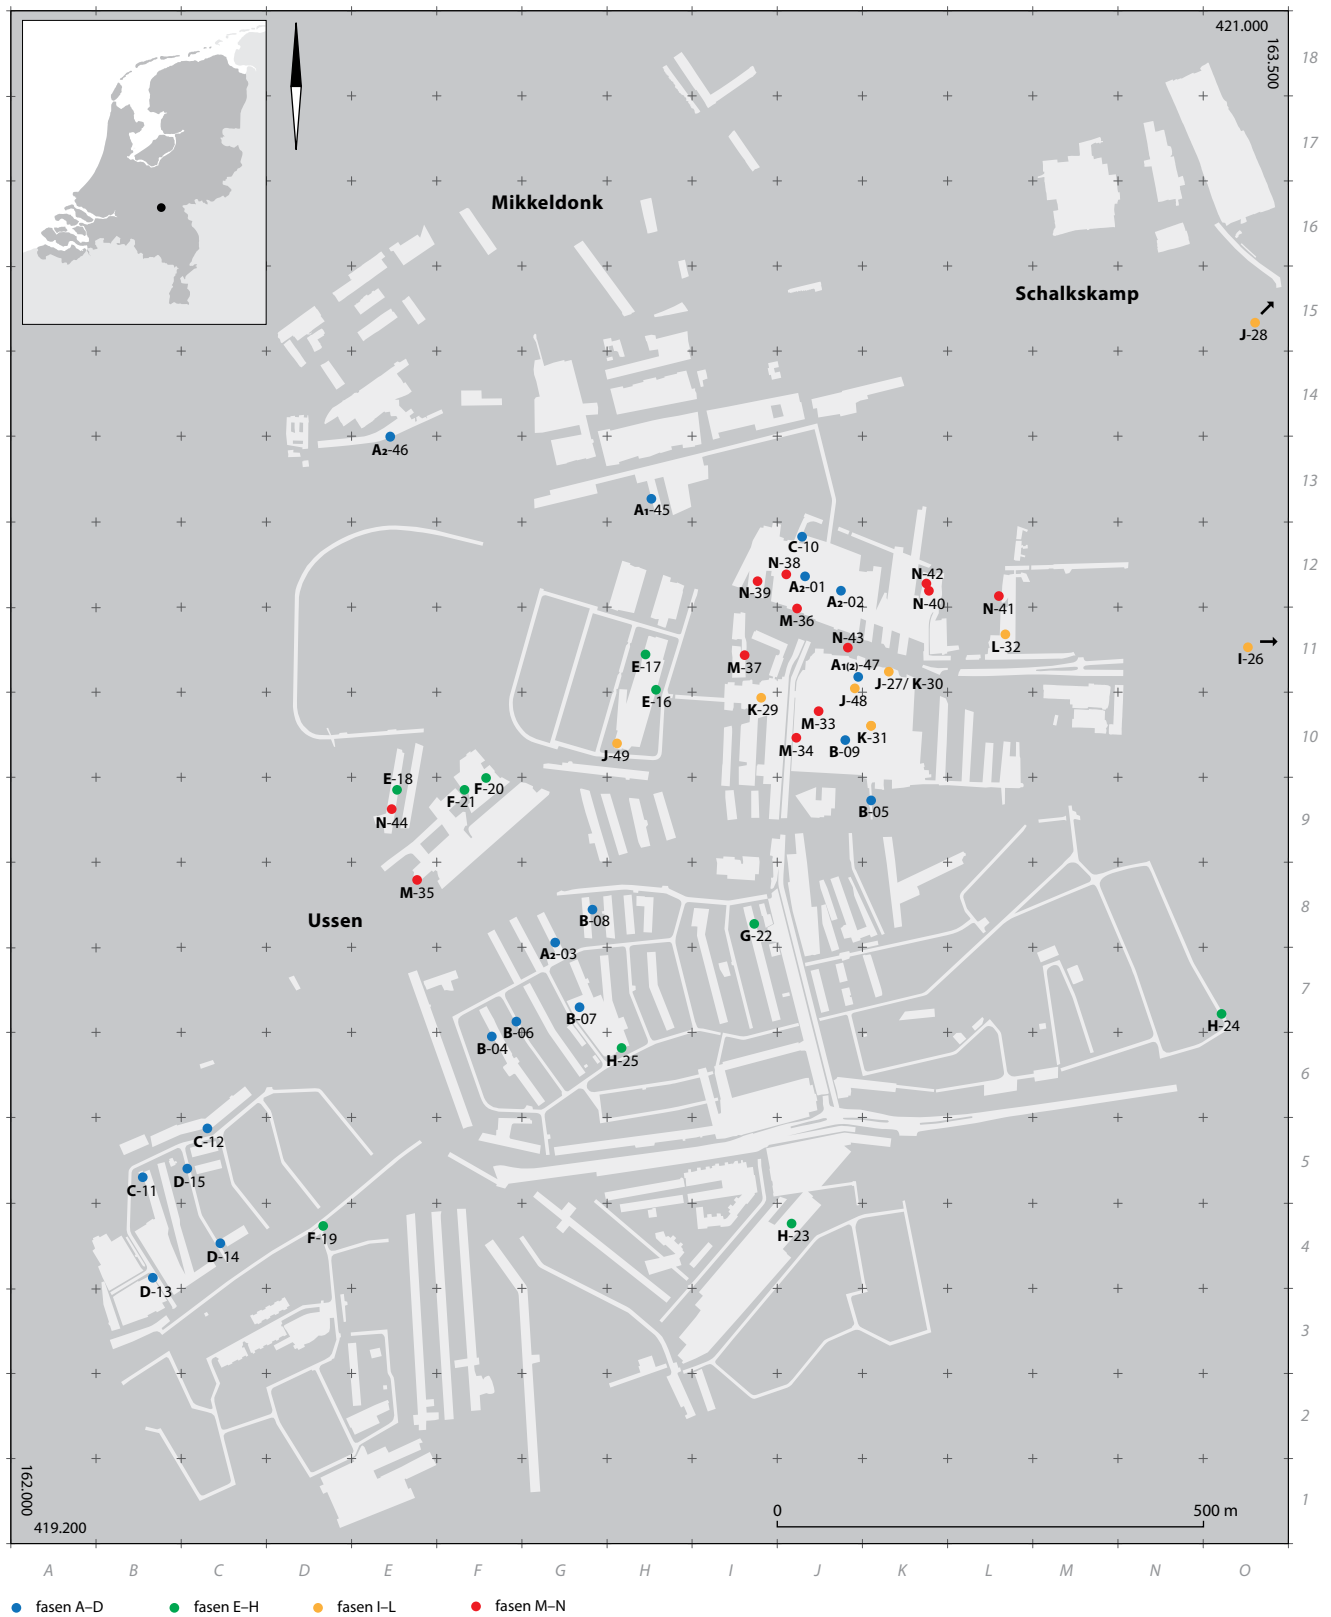 421.000
163.500
18
17
Mikkeldonk
16
Schalkskamp
15
J-28
14
A2-46
13
A1-45
C-10
N-38
12
N-42
N-39
A2-01
A2-02
N-40
N-41
M-36
N-43
L-32
11
I-26
E-17
M-37
A1(2)-47
J-27/ K-30
E-16
K-29
J-48
M-33
K-31
10
J-49
M-34
B-09
E-18
F-20
F-21
B-05
9
N-44
M-35
8
Ussen
B-08
G-22
A2-03
7
B-07
H-24
B-06
B-04
H-25
6
C-12
5
D-15
C-11
F-19
H-23
4
D-14
D-13
3
2
162.000
1
0
500 m
419.200
A B C D E F G H I J K L M N O
fasen A–D fasen E–H fasen I–L fasen M–N